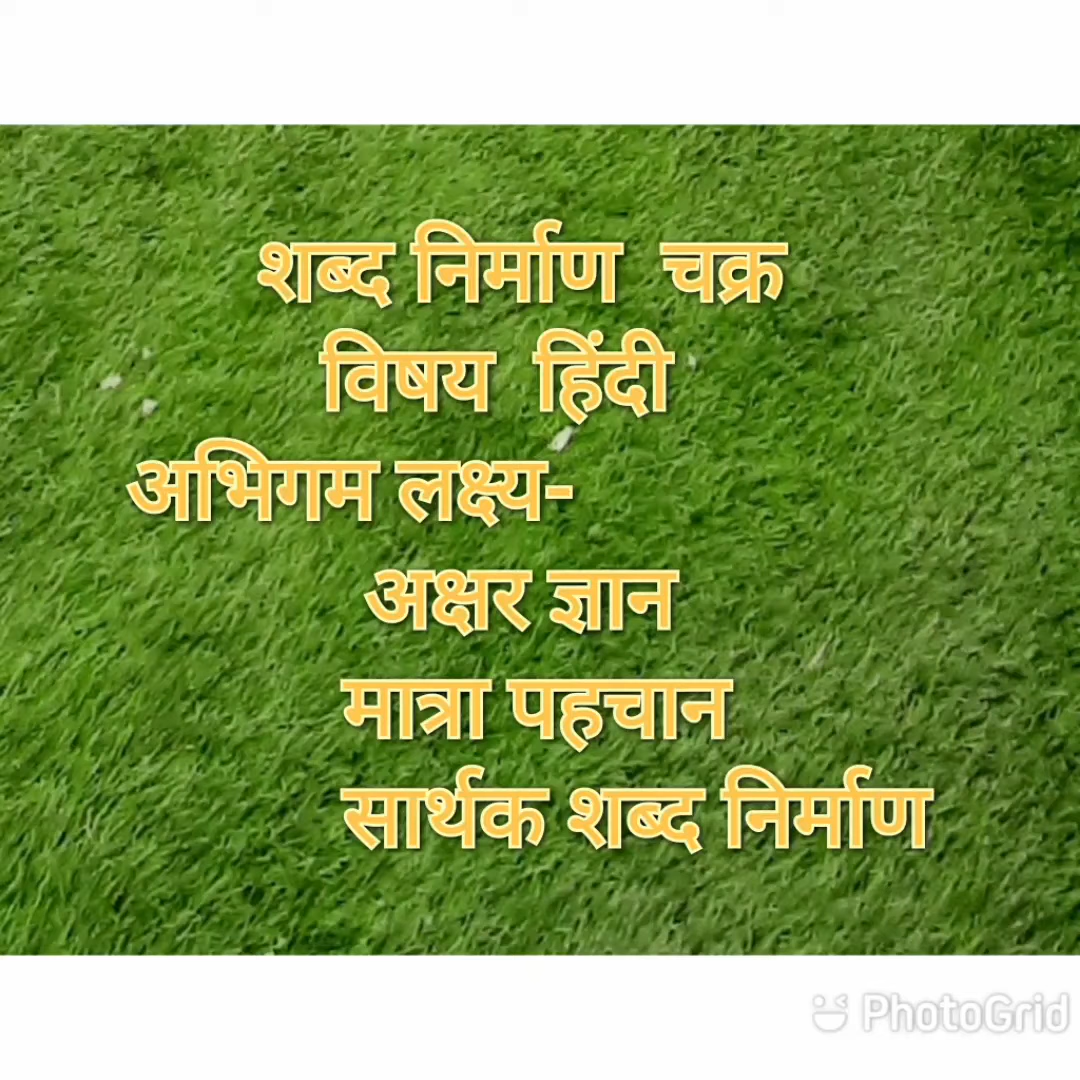 शब्द निर्माण चक्र
विषय हिंदी
अभिगम लक्ष्य-
अक्षर ज्ञान
मात्रा पहचान
सार्थक शब्द निर्माण
PhotoGrid